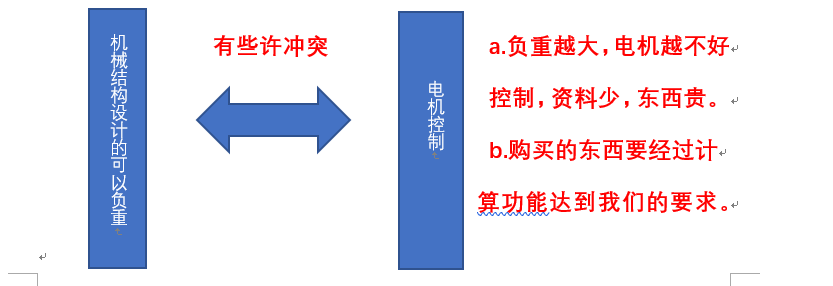 机械结构设计的可以负重
有些许冲突
电机控制
a.负重越大，电机越不好
控制，资料少，东西贵。
b.购买的东西要经过计
算功能达到我们的要求。